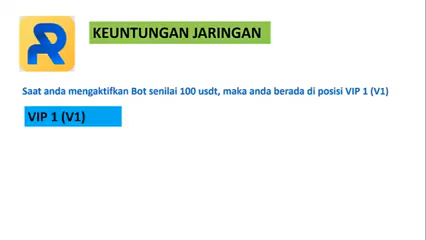 KEUNTUNGAN JARINGAN
Saat anda mengaktifkan Bot senilai 100 usdt, maka anda berada di posisi VIP 1 (V1)
VIP 1 (V1)